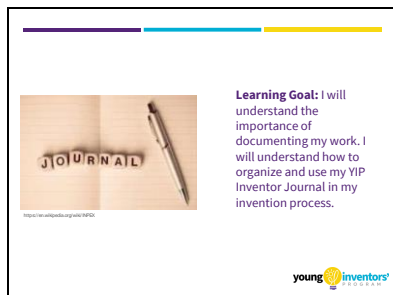 Learning Goal: I will
understand the
importance of
documenting my work. I
will understand how to
organize and use my YIP
Inventor Journal in my
invention process.
JOURNAL
https://en.wikipedia.org/wiki/INPEX
young inventors'
PROGRAM